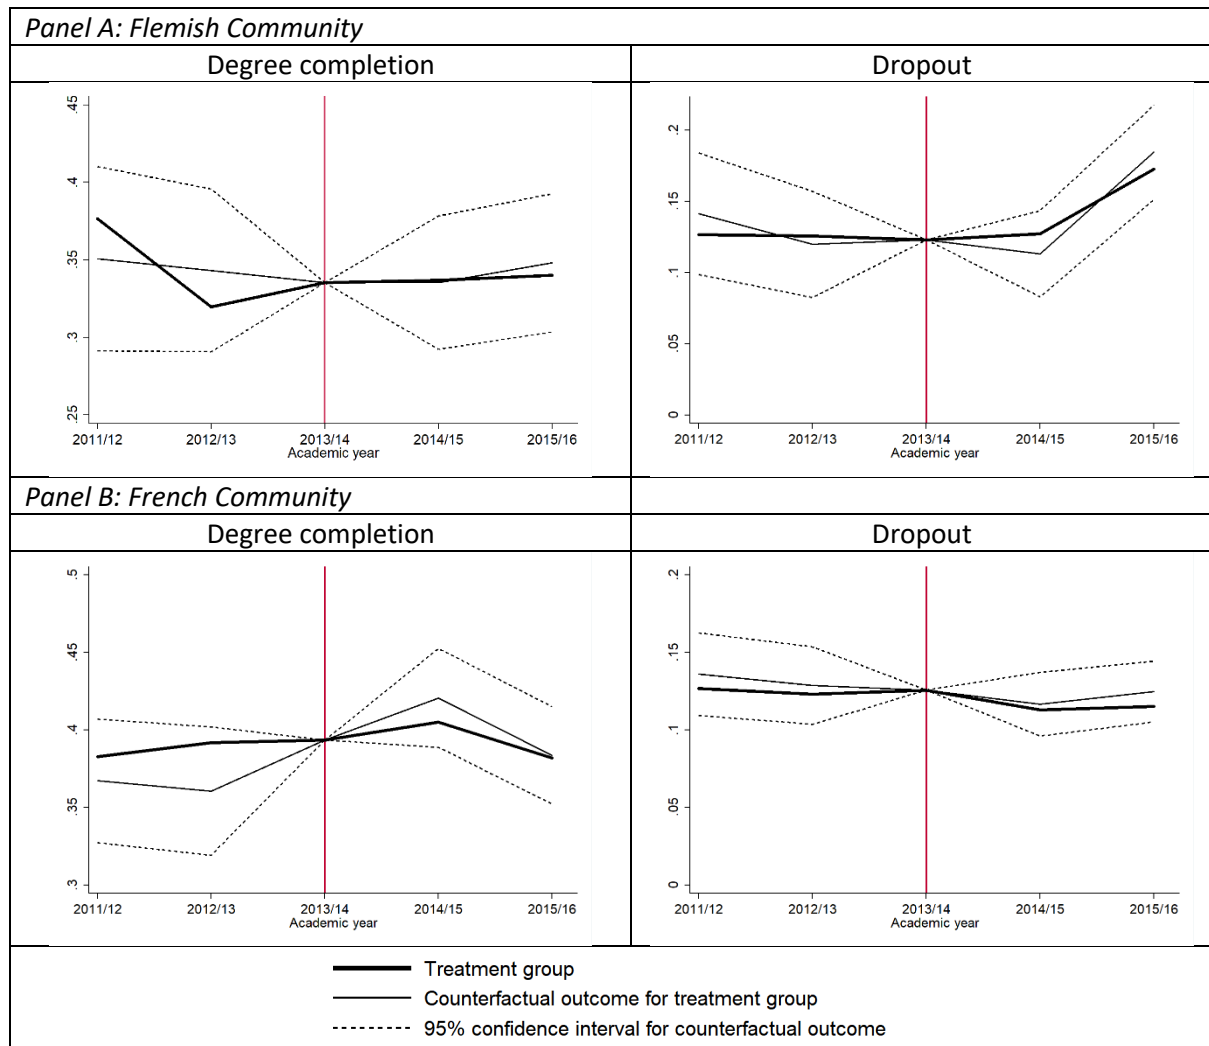 Panel A: Flemish Community
Degree completion
Dropout
.45
.4
.35
.3
.25
2011/12 2012/13 2013/14 2014/15 2015/16
Academic year
.2
.15
.1
.05
0
2011/12 2012/13 2013/14 2014/15 2015/16
Academic year
Panel B: French Community
Degree completion
Dropout
.5
.45
.4
.35
.3
2011/12 2012/13 2013/14 2014/15 2015/16
Academic year
.2
.15
.1
.05
0
2011/12 2012/13 2013/14 2014/15 2015/16
Academic year
Treatment group
Counterfactual outcome for treatment group
95% confidence interval for counterfactual outcome